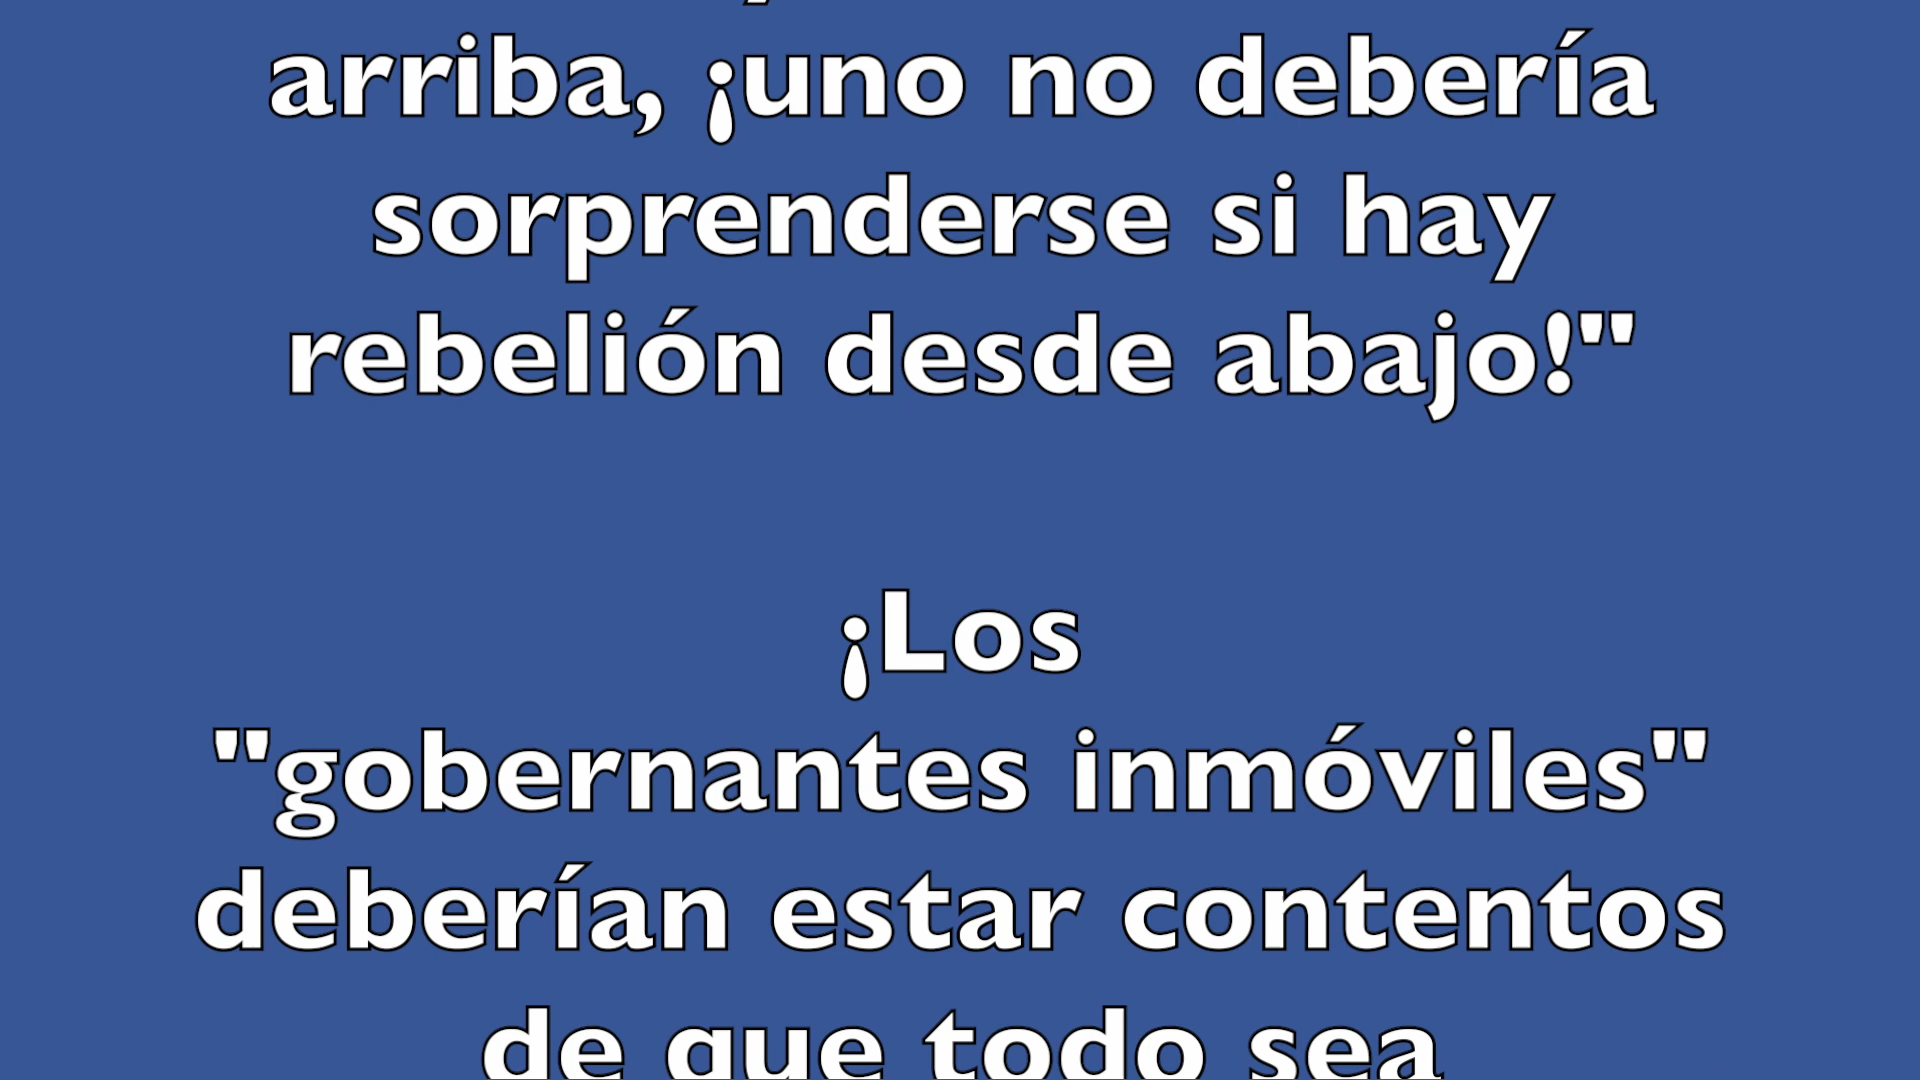 arriba, ¡uno no debería
sorprenderse si hay
rebelión desde abajo!"
¡Los
"gobernantes inmóviles"
deberían estar contentos
de que todo sea